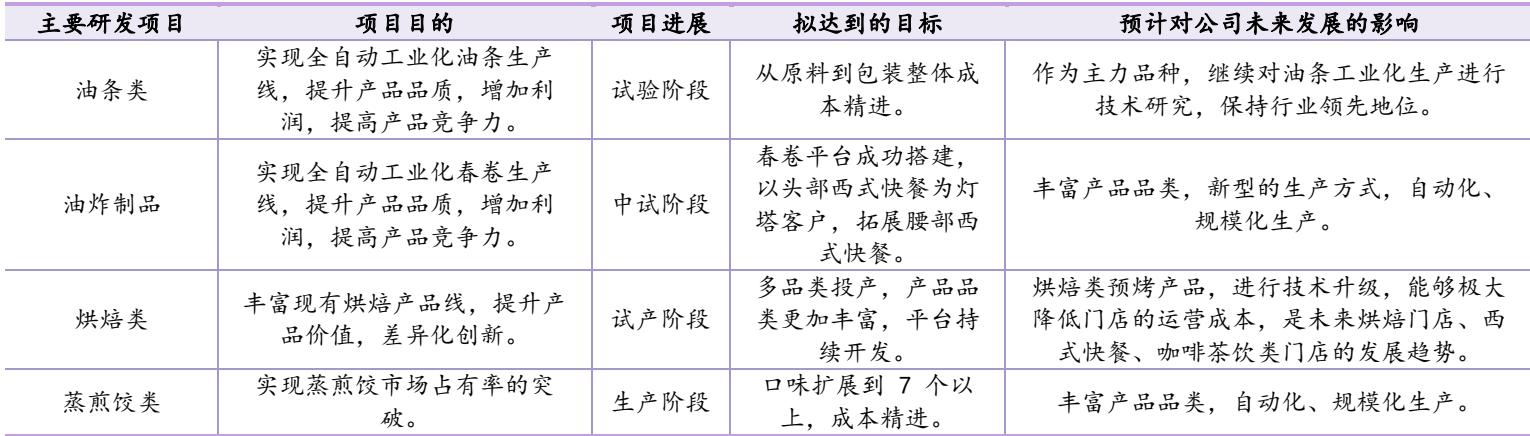 主要研发项目 项目目的 项目进展 拟达到的目标 预计对公司未来发展的影响
油条类
实现全自动工业化油条生产
线，提升产品品质，增加利
润，提高产品竞争力。
试验阶段
从原料到包装整体成
本精进。
作为主力品种，继续对油条工业化生产进行
技术研究，保持行业领先地位。
油炸制品
实现全自动工业化春卷生产
线，提升产品品质，增加利
润，提高产品竞争力。
中试阶段
春卷平台成功搭建，
以头部西式快餐为灯
塔客户，拓展腰部西
式快餐。
丰富产品品类，新型的生产方式，自动化、
规模化生产。
烘焙类
丰富现有烘焙产品线，提升产
品价值，差异化创新。
试产阶段
多品类投产，产品品
类更加丰富，平台持
续开发。
烘焙类预烤产品，进行技术升级，能够极大
降低门店的运营成本，是未来烘焙门店、西
式快餐、咖啡茶饮类门店的发展趋势。
蒸煎饺类
实现蒸煎饺市场占有率的突
破。
生产阶段
口味扩展到 7 个以
上，成本精进。
丰富产品品类，自动化、规模化生产。